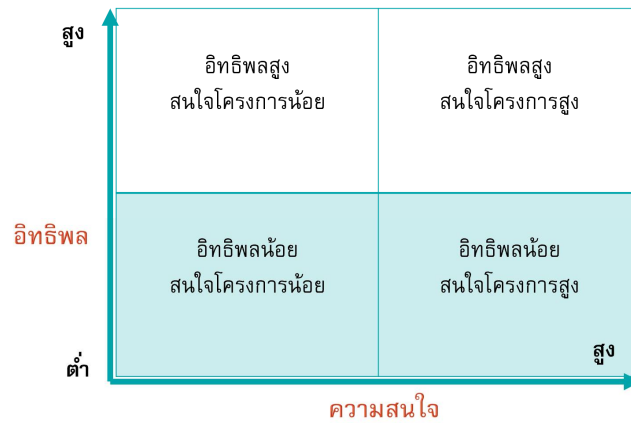 สูง
อิทธิพลสูง
สนใจโครงการน้อย
อิทธิพลสูง
สนใจโครงการสูง
อิทธิพล
อิทธิพลน้อย
สนใจโครงการน้อย
อิทธิพลน้อย
สนใจโครงการสูง
สูง
ต่ำ
ความสนใจ